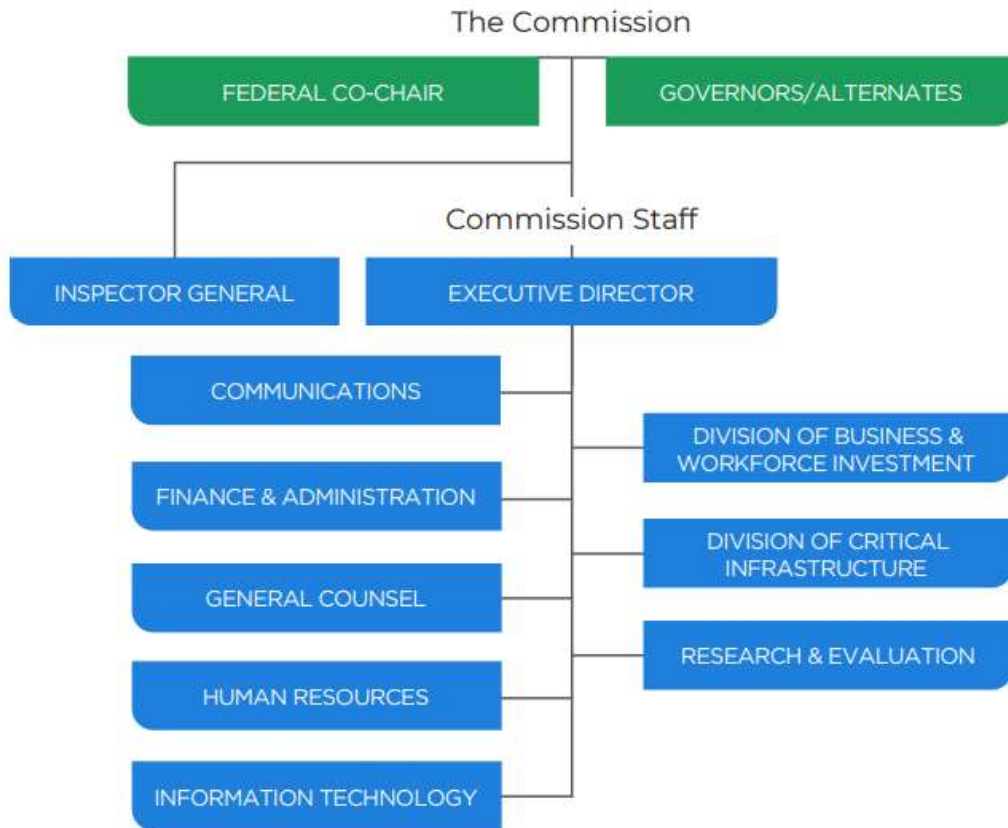 The Commission
FEDERAL CO-CHAIR
GOVERNORS/ALTERNATES
Commission Staff
INSPECTOR GENERAL
EXECUTIVE DIRECTOR
COMMUNICATIONS
FINANCE & ADMINISTRATION
GENERAL COUNSEL
HUMAN RESOURCES
INFORMATION TECHNOLOGY
DIVISION OF BUSINESS &
WORKFORCE INVESTMENT
DIVISION OF CRITICAL
INFRASTRUCTURE
RESEARCH & EVALUATION